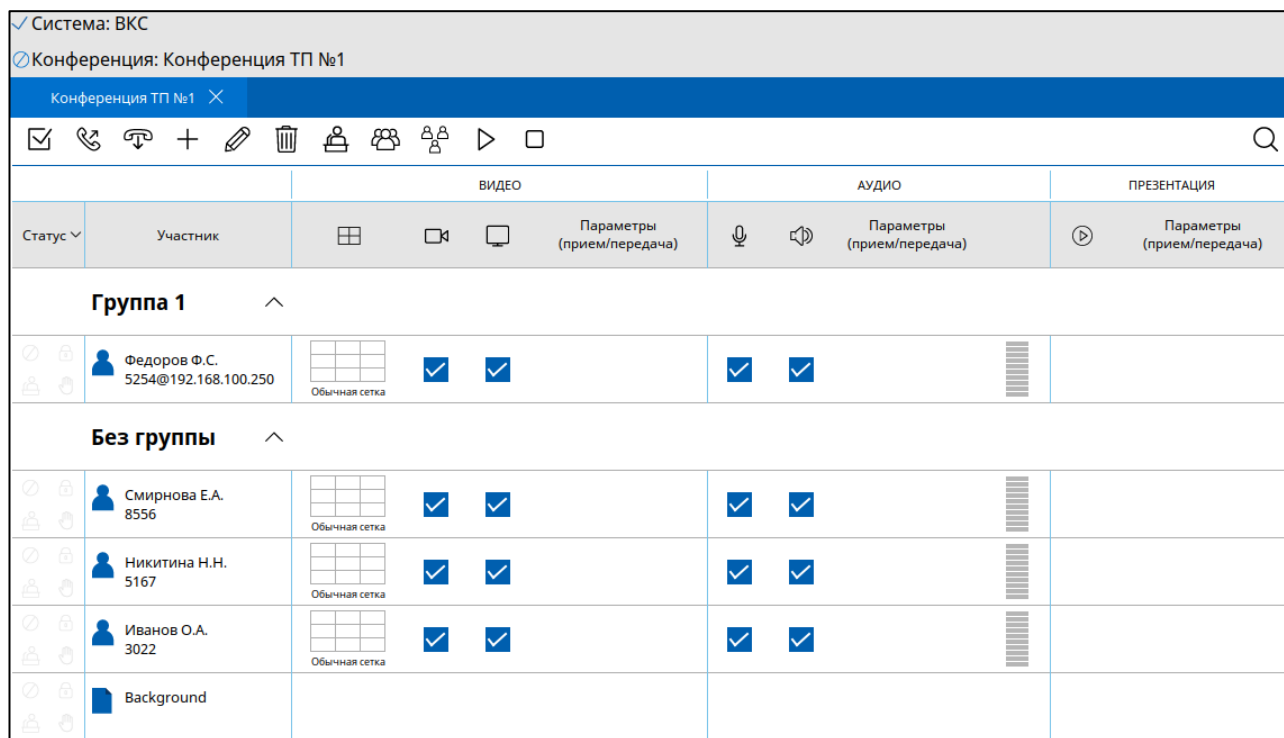 Система: ВКС
Конференция: Конференция ТП №1
Конференция ТП №1
ВИДЕО
АУДИО
ПРЕЗЕНТАЦИЯ
Статус
Участник
Параметры
(прием/передача)
Параметры
(прием/передача)
Параметры
(прием/передача)
Группа 1
Федоров Ф.С.
5254@192.168.100.250
Обычная сетка
Без группы
Смирнова Е.А.
8556
Обычная сетка
Никитина Н.Н.
5167
Обычная сетка
Иванов О.А.
3022
Обычная сетка
Background